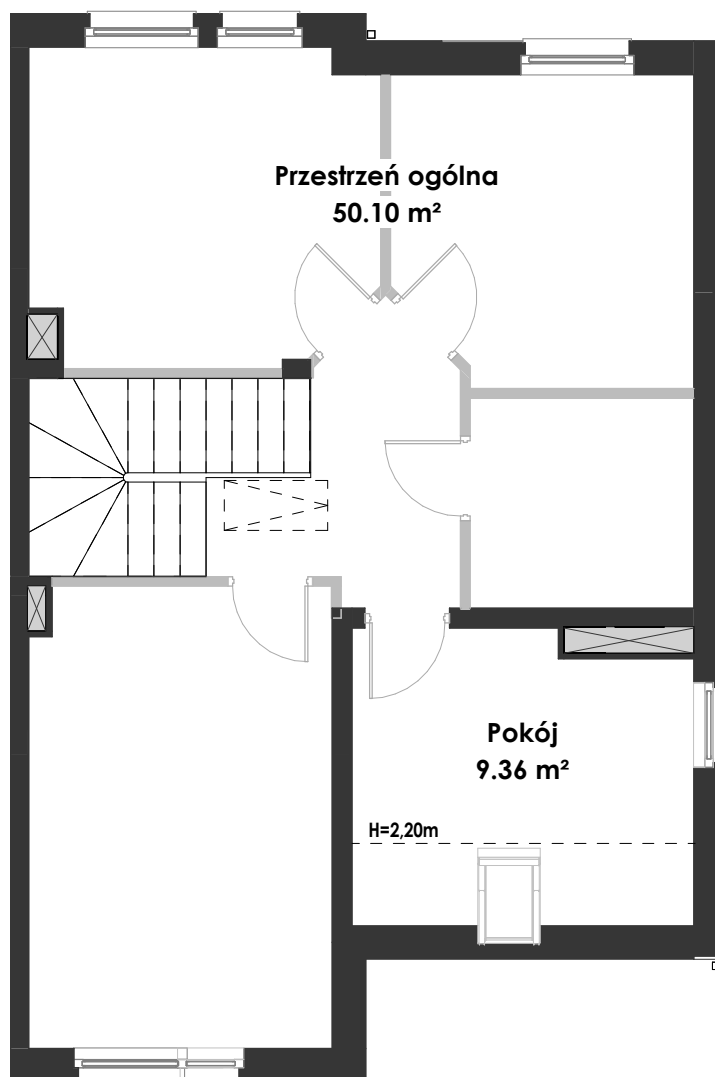 Przestrzeń ogólna
50.10 m²
Pokój
9.36 m²
H=2,20m